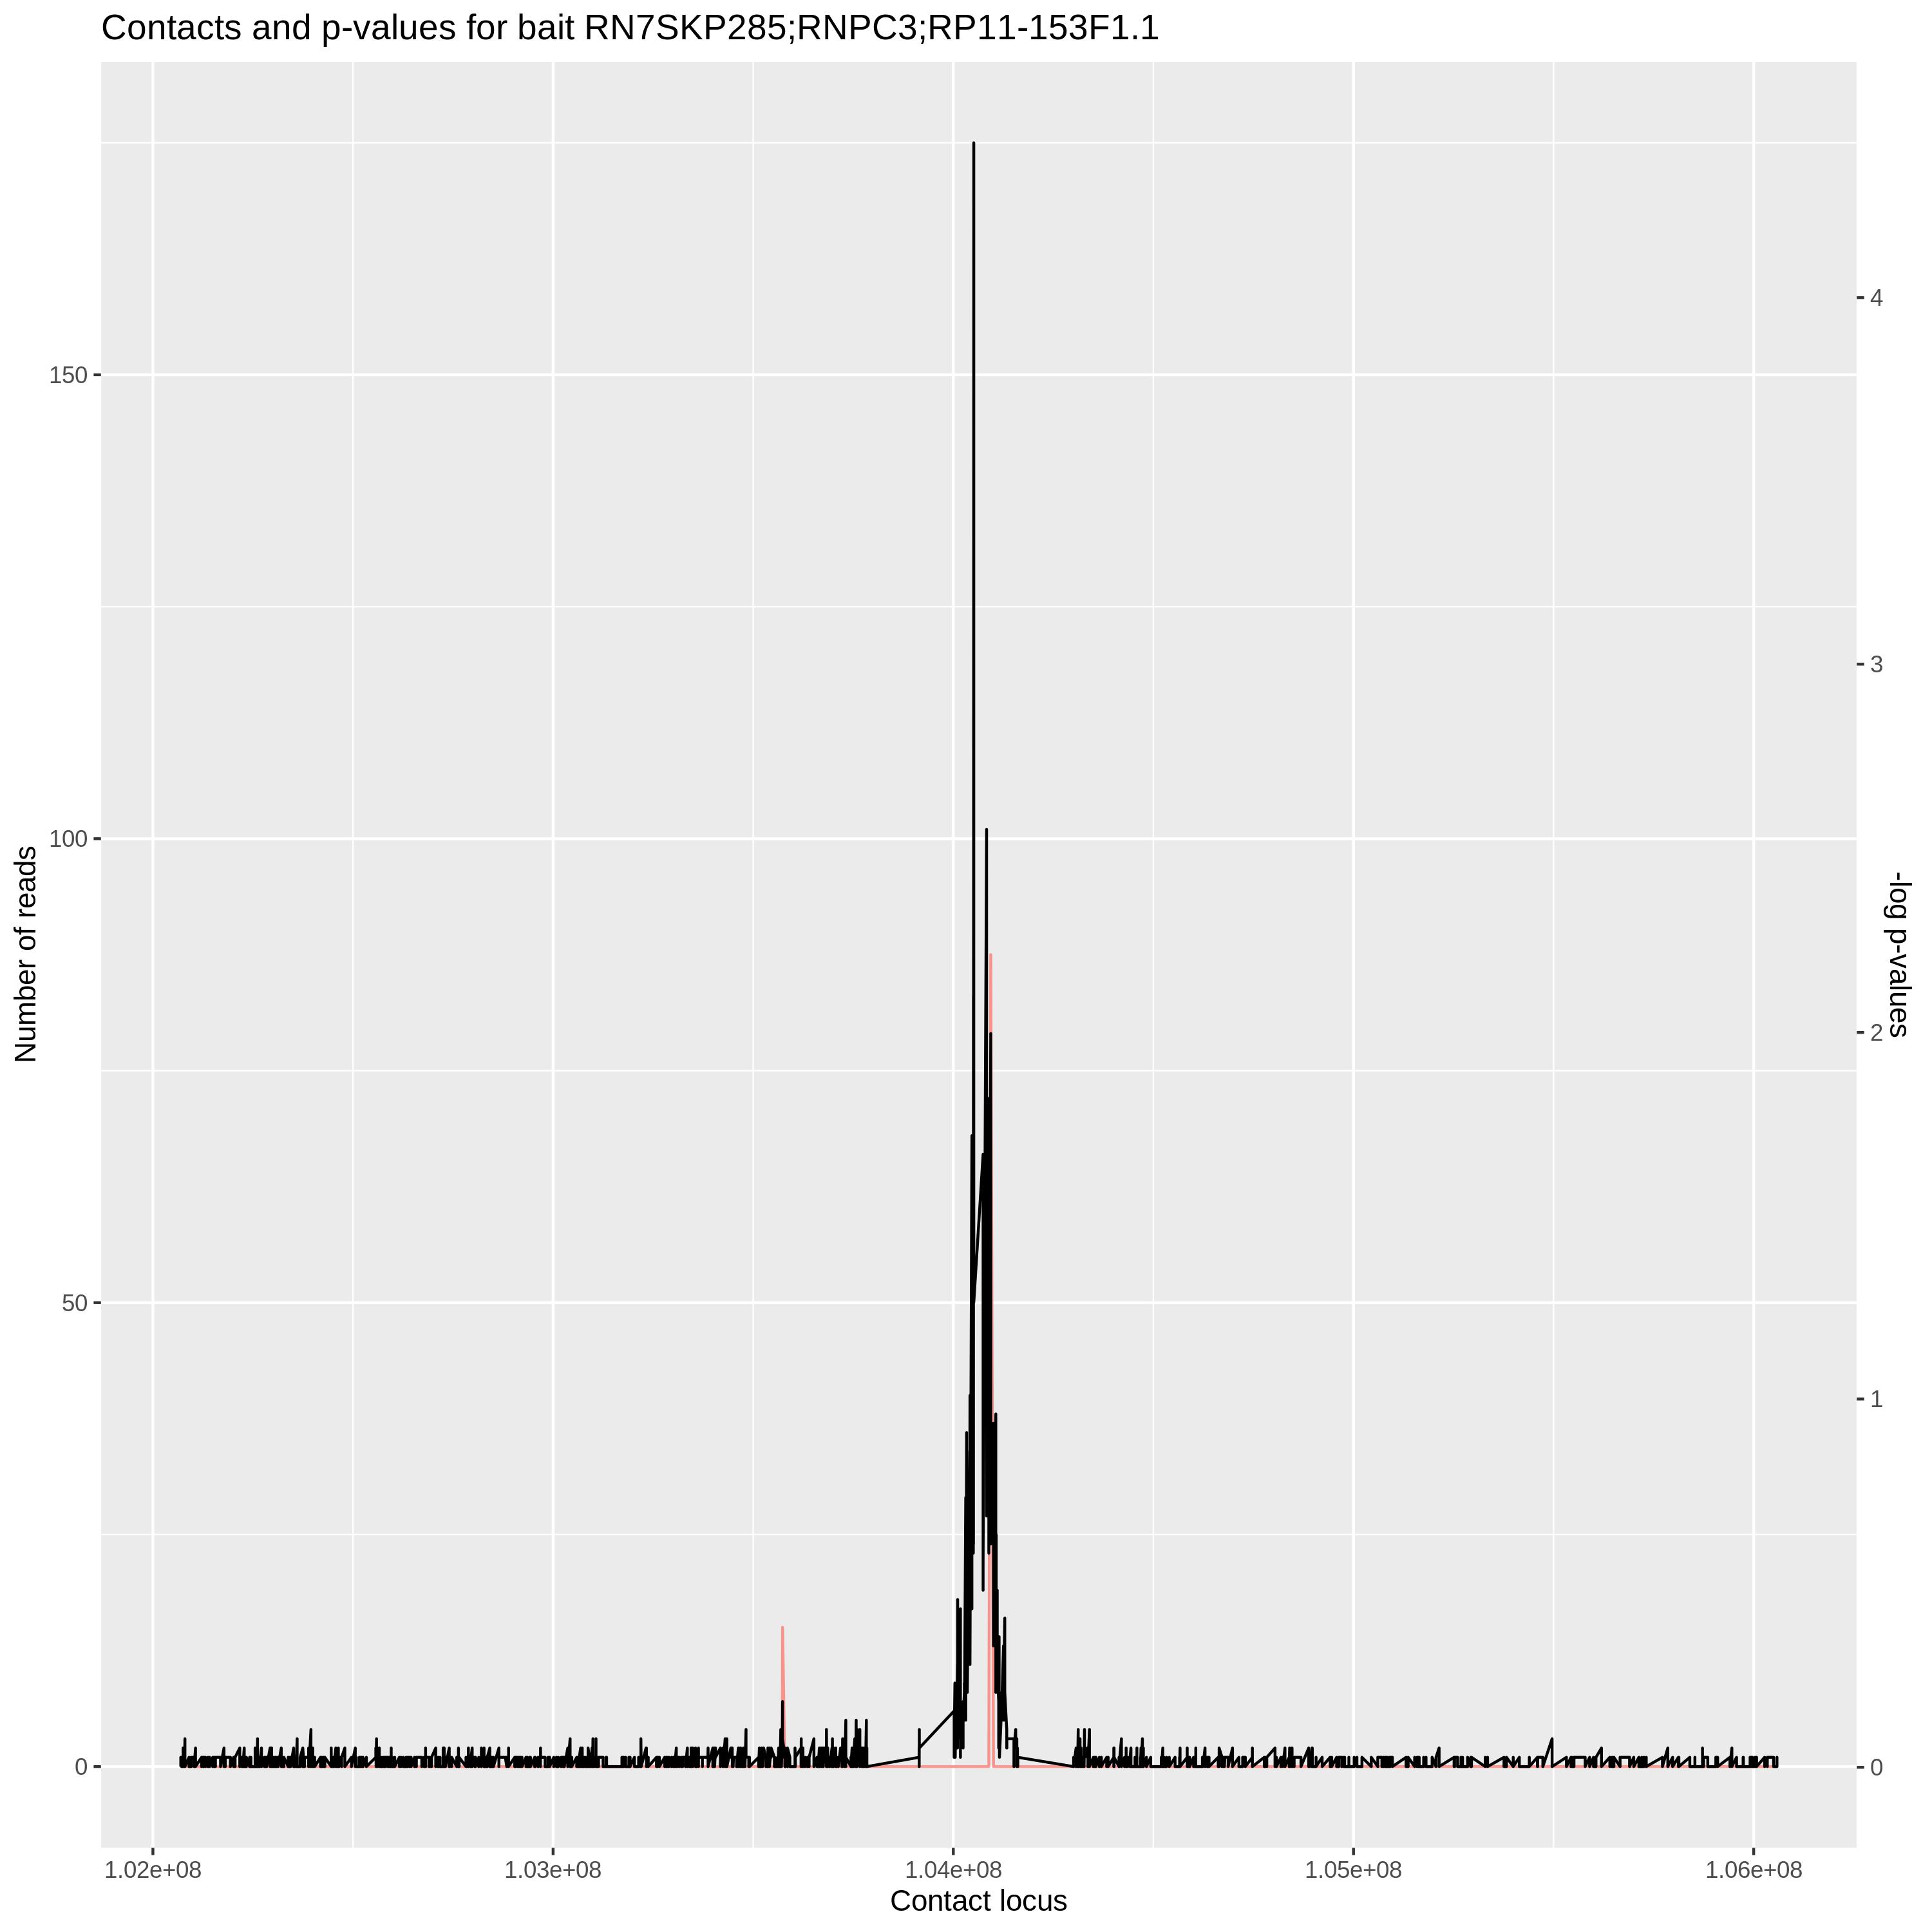 Contacts and p-values for bait RN7SKP285;RNPC3;RP11-153F1.1
Number of reads
150
100
50
0
4
3
2
1
0
-log p-values
1.02e+08 1.03e+08 1.04e+08 1.05e+08 1.06e+08
Contact locus